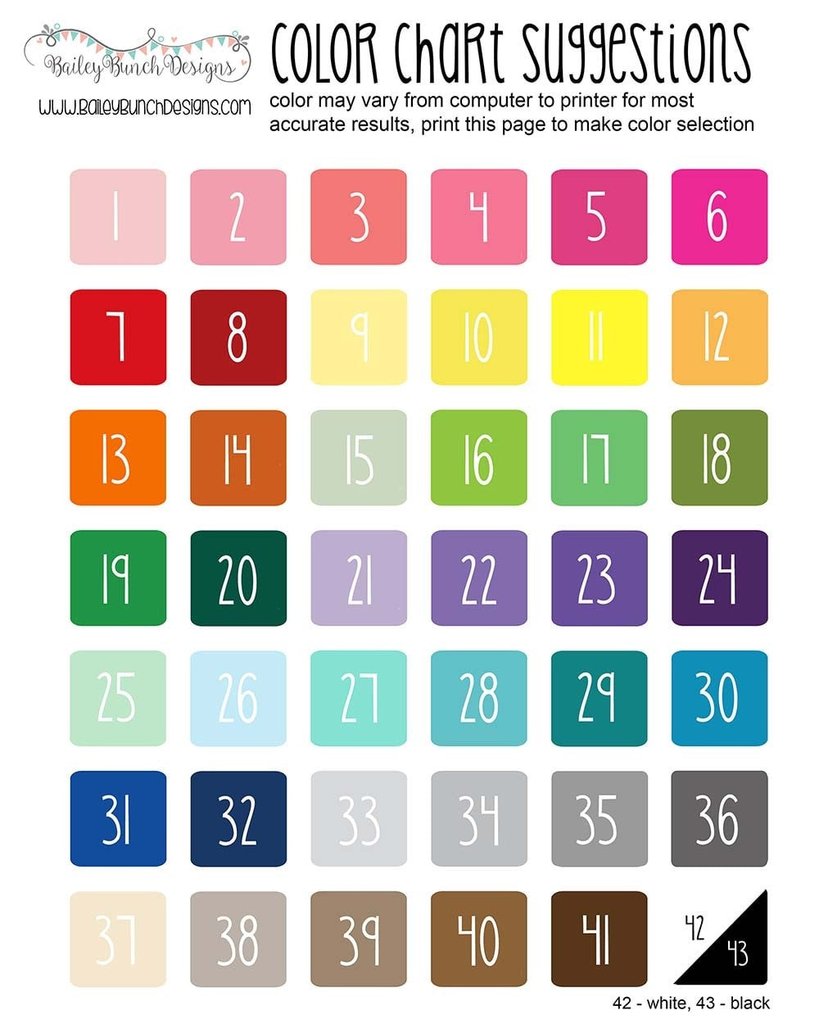 BaileyBunch Designs
www.BaileyBunchDesigns.com
COLOR CHART SUGGESTIONS
color may vary from computer to printer for most
accurate results, print this page to make color selection
1 2 3 4 5 6
7 8 9 10 11 12
13 14 15 16 17 18
19 20 21 22 23 24
25 26 27 28 29 30
31 32 33 34 35 36
37 38 39 40 41 42 43
42 - white, 43 - black